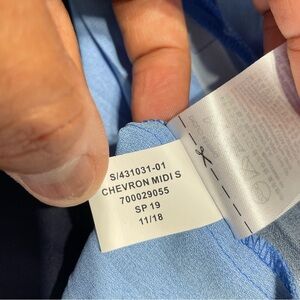 S/431031-01
CHEVRON MIDI S
700029055
SP 19
11/18